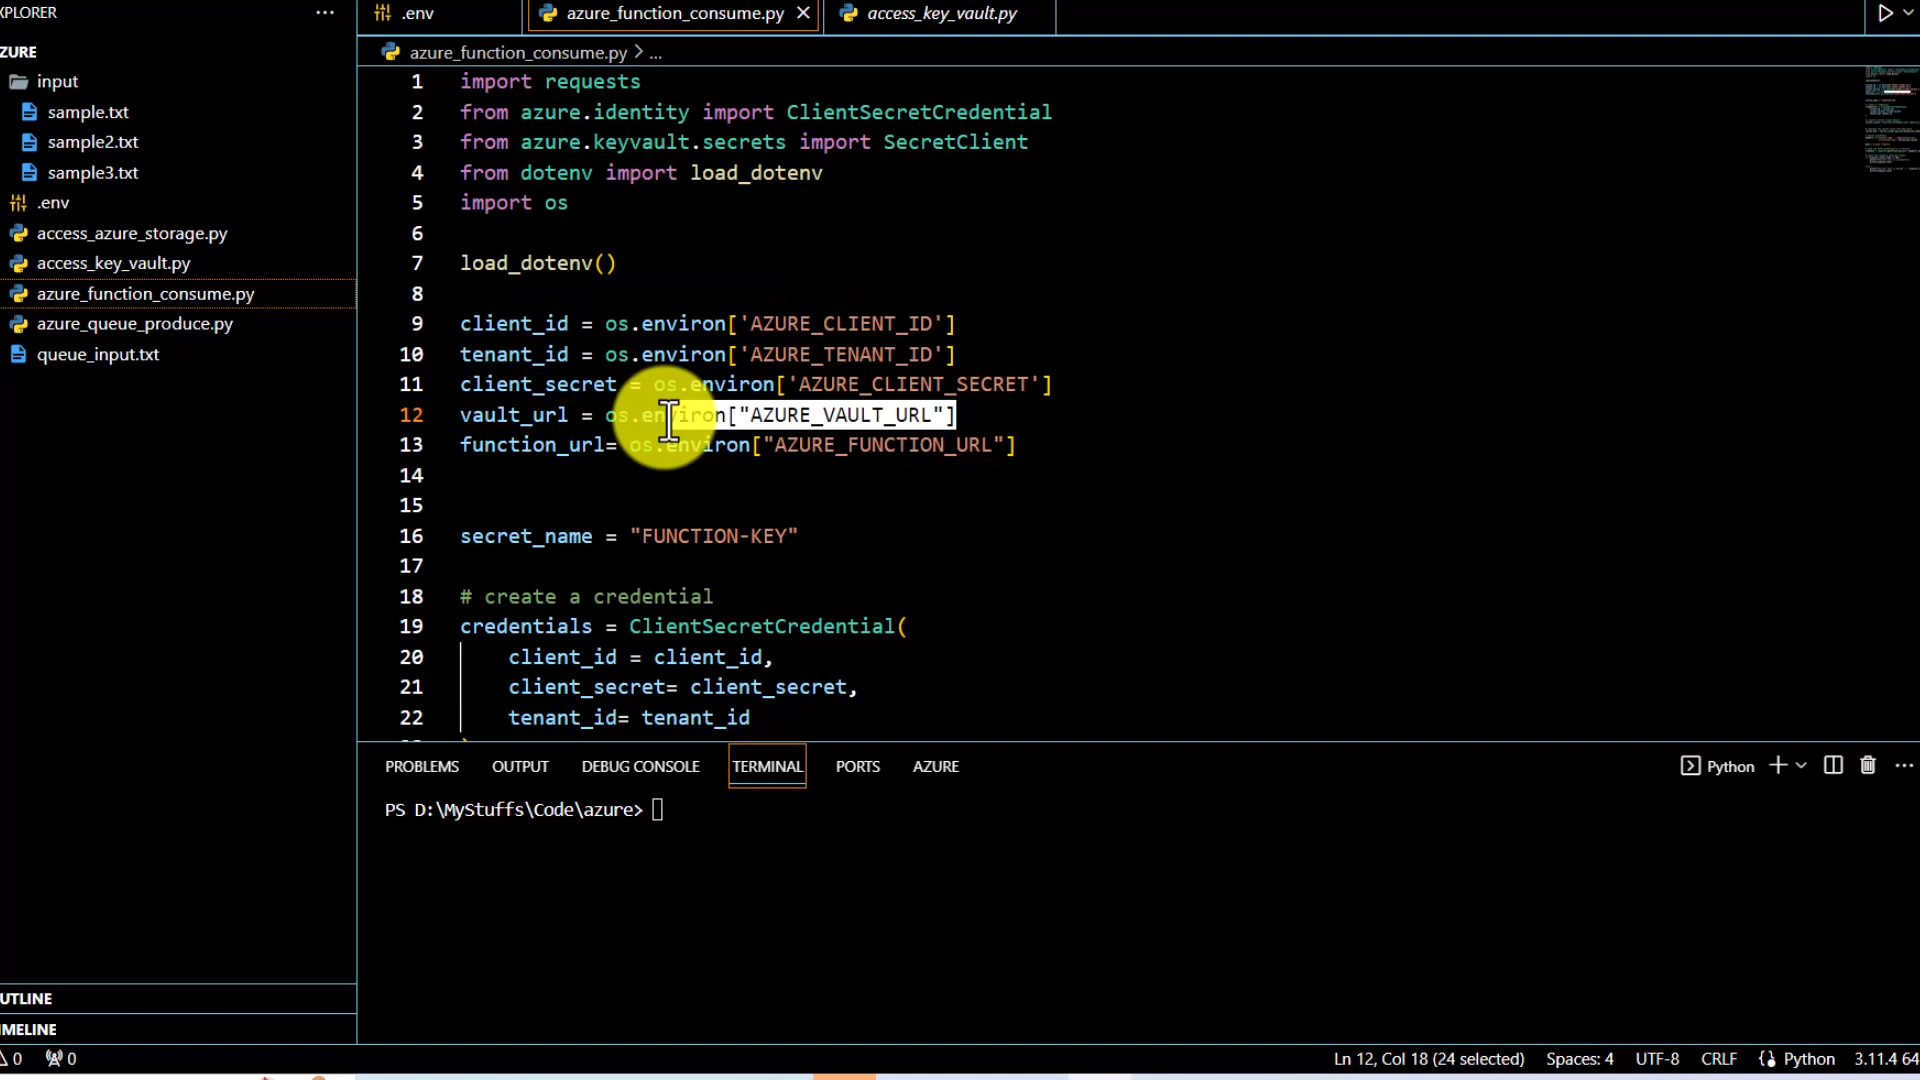 XPLORER
ZURE
input
sample.txt
sample2.txt
sample3.txt
.env
access_azure_storage.py
access_key_vault.py
azure_function_consume.py
azure_queue_produce.py
queue_input.txt
UTLINE
IMELINE
.env
azure_function_consume.py
access_key_vault.py
azure_function_consume.py > ...
1 import requests
2 from azure.identity import ClientSecretCredential
3 from azure.keyvault.secrets import SecretClient
4 from dotenv import load_dotenv
5 import os
6
7 load_dotenv()
8
9 client_id = os.environ['AZURE_CLIENT_ID']
10 tenant_id = os.environ['AZURE_TENANT_ID']
11 client_secret = os.environ['AZURE_CLIENT_SECRET']
12 vault_url = os.environ["AZURE_VAULT_URL"]
13 function_url= os.environ["AZURE_FUNCTION_URL"]
14
15
16 secret_name = "FUNCTION-KEY"
17
18 # create a credential
19 credentials = ClientSecretCredential(
20 client_id = client_id,
21 client_secret= client_secret,
22 tenant_id= tenant_id
PROBLEMS OUTPUT DEBUG CONSOLE TERMINAL PORTS AZURE
Python
PS D:\MyStuffs\Code\azure>
0 0
Ln 12, Col 18 (24 selected) Spaces: 4 UTF-8 CRLF Python 3.11.4 64